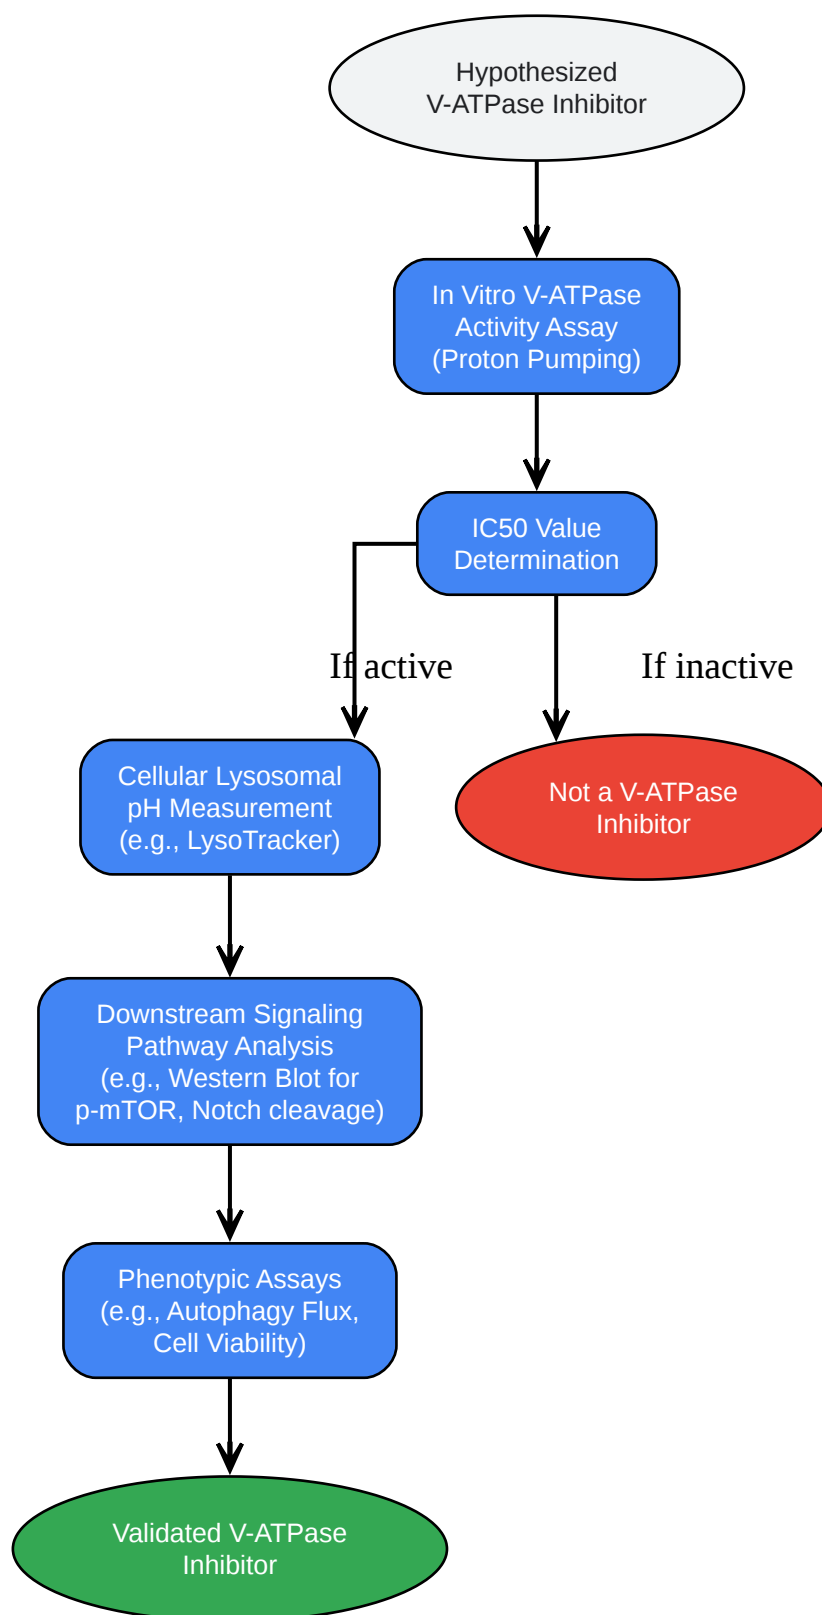 Hypothesized
V-ATPase Inhibitor
In Vitro V-ATPase
Activity Assay
(Proton Pumping)
IC50 Value
Determination
If active
If inactive
Cellular Lysosomal
pH Measurement
(e.g., LysoTracker)
Not a V-ATPase
Inhibitor
Downstream Signaling
Pathway Analysis
(e.g., Western Blot for
p-mTOR, Notch cleavage)
Phenotypic Assays
(e.g., Autophagy Flux,
Cell Viability)
Validated V-ATPase
Inhibitor